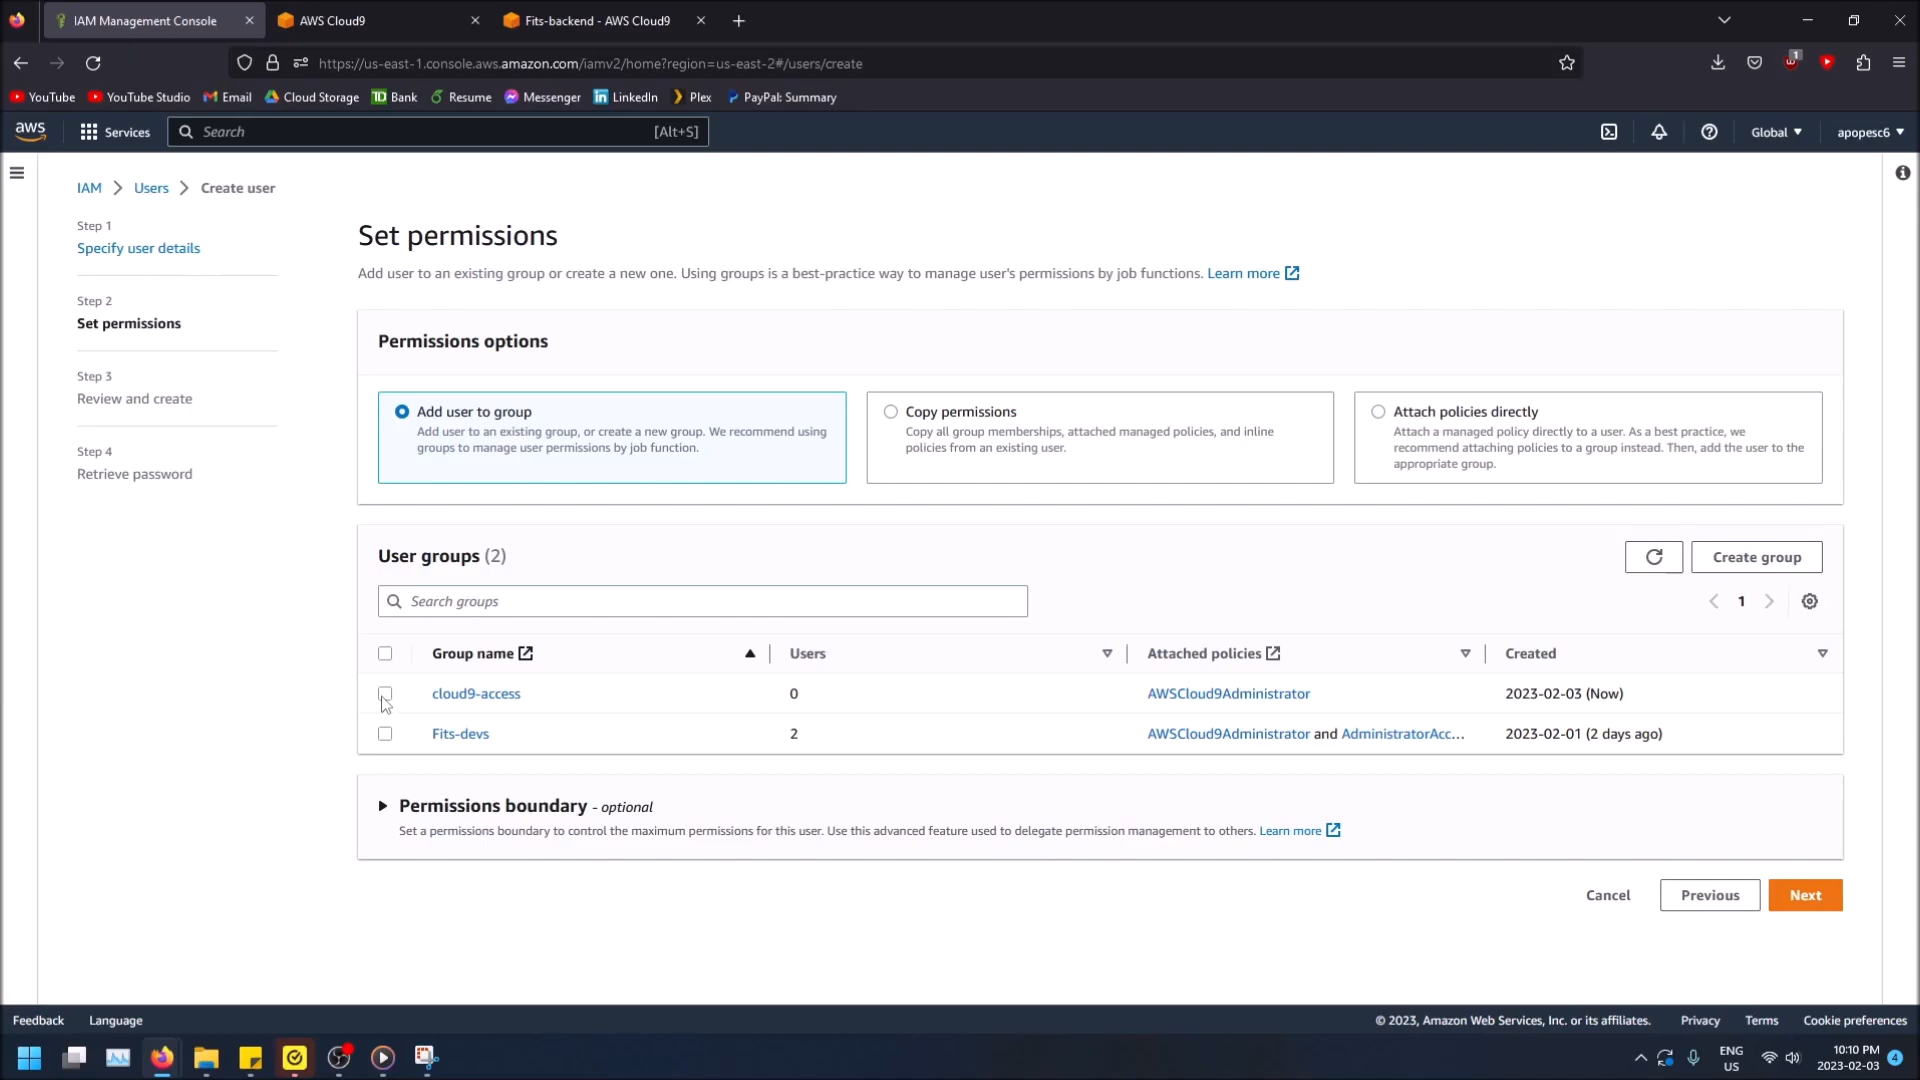 IAM Management Console
AWS Cloud9
Fits-backend - AWS Cloud9
https://us-east-1.console.aws.amazon.com/iamv2/home?region=us-east-2#/users/create
1
YouTube
YouTube Studio
Email
Cloud Storage
TD Bank
Resume
Messenger
LinkedIn
Plex
PayPal: Summary
aws
Services
Search
[Alt+S]
Global
apopesc6
IAM
Users
Create user
Step 1
Specify user details
Step 2
Set permissions
Step 3
Review and create
Step 4
Retrieve password
Set permissions
Add user to an existing group or create a new one. Using groups is a best-practice way to manage user's permissions by job functions. Learn more
Permissions options
Add user to group
Add user to an existing group, or create a new group. We recommend using
groups to manage user permissions by job function.
Copy permissions
Copy all group memberships, attached managed policies, and inline
policies from an existing user.
Attach policies directly
Attach a managed policy directly to a user. As a best practice, we
recommend attaching policies to a group instead. Then, add the user to the
appropriate group.
User groups (2)
Create group
Search groups
1
Group name
Users
Attached policies
Created
cloud9-access
0
AWSCloud9Administrator
2023-02-03 (Now)
Fits-devs
2
AWSCloud9Administrator and AdministratorAcc...
2023-02-01 (2 days ago)
Permissions boundary - optional
Set a permissions boundary to control the maximum permissions for this user. Use this advanced feature used to delegate permission management to others. Learn more
Cancel
Previous
Next
Feedback
Language
© 2023, Amazon Web Services, Inc. or its affiliates.
Privacy
Terms
Cookie preferences
ENG
US
10:10 PM
2023-02-03
4